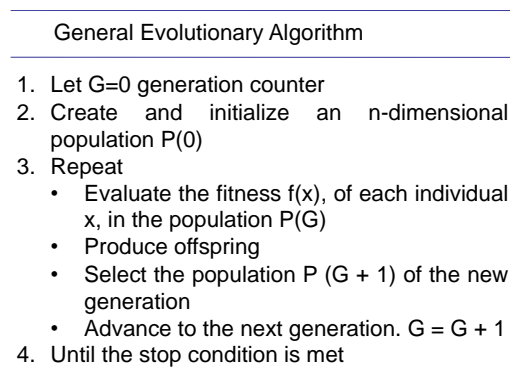 General Evolutionary Algorithm
1. Let G=0 generation counter
2. Create and initialize an n-dimensional
population P(0)
3. Repeat
• Evaluate the fitness f(x), of each individual
x, in the population P(G)
• Produce offspring
• Select the population P (G + 1) of the new
generation
• Advance to the next generation. G = G + 1
4. Until the stop condition is met